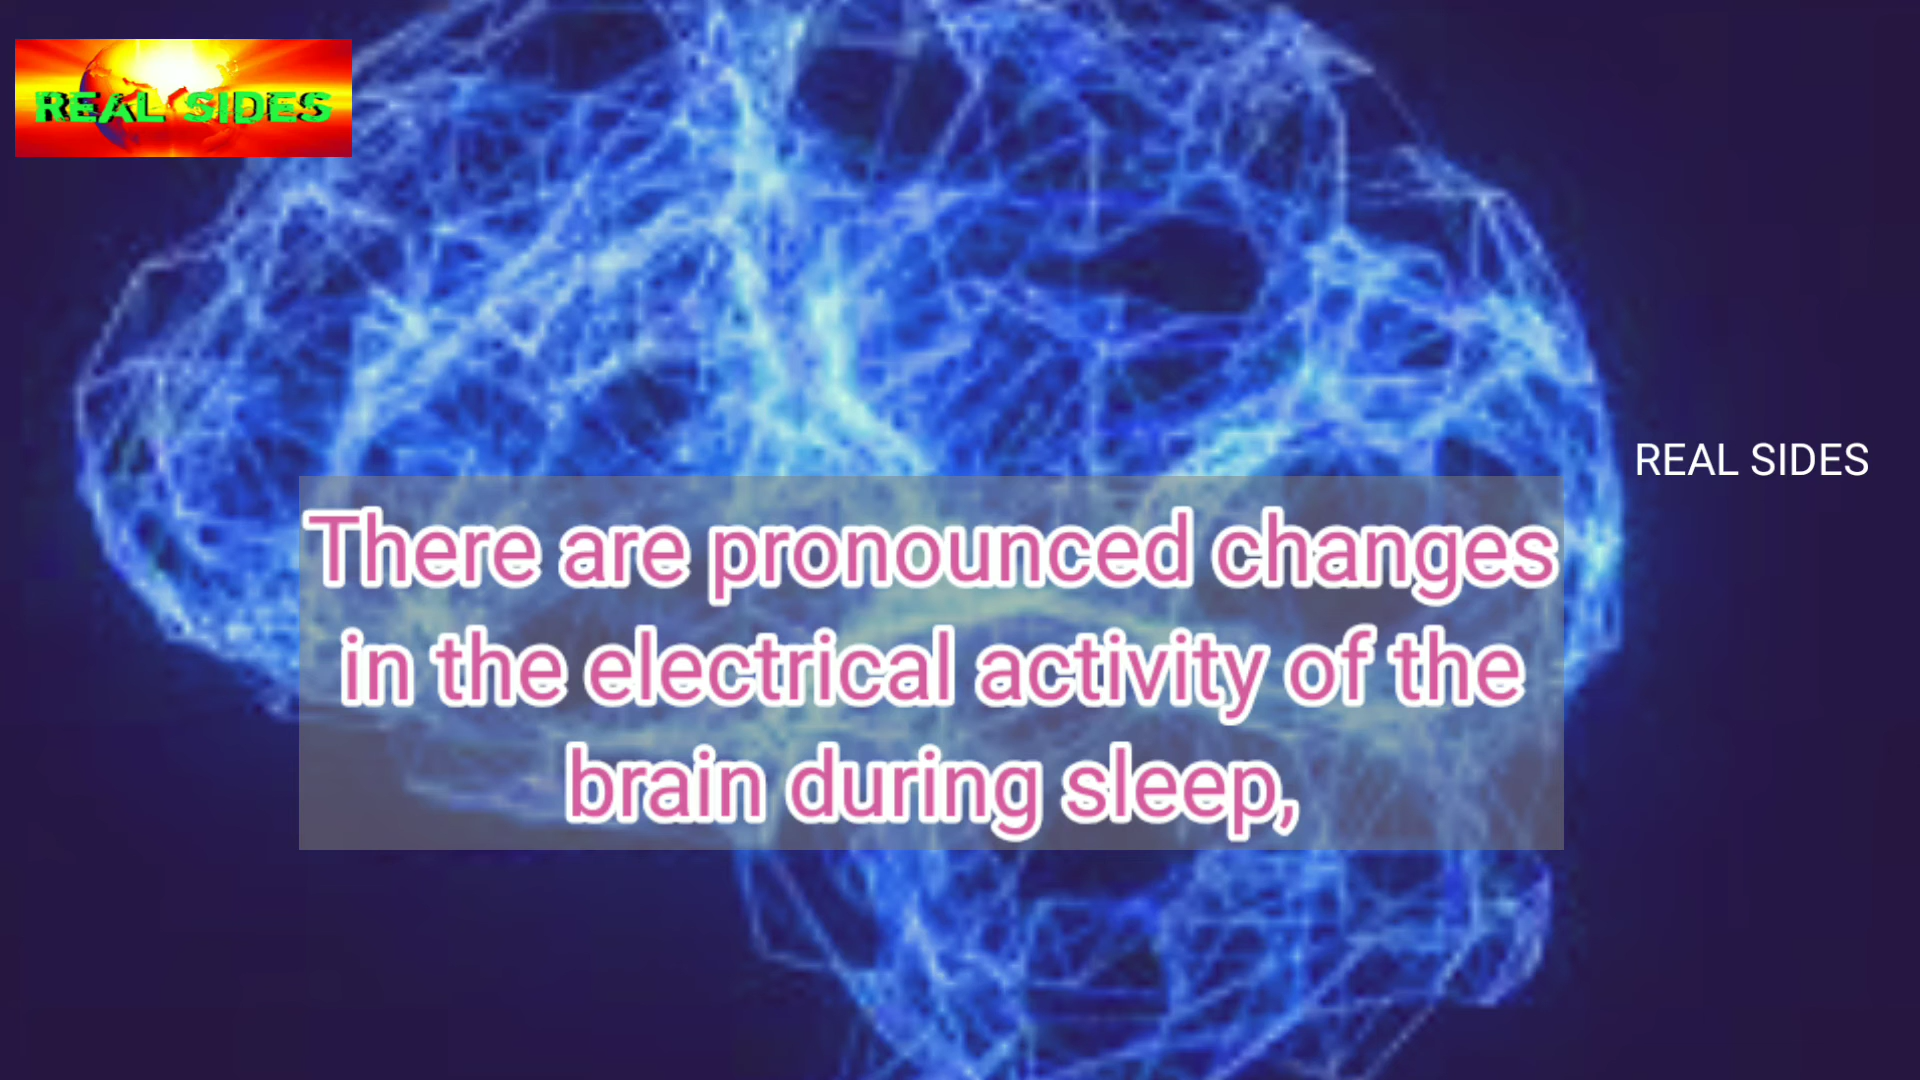 REAL SIDES
REAL SIDES
There are pronounced changes
in the electrical activity of the
brain during sleep,